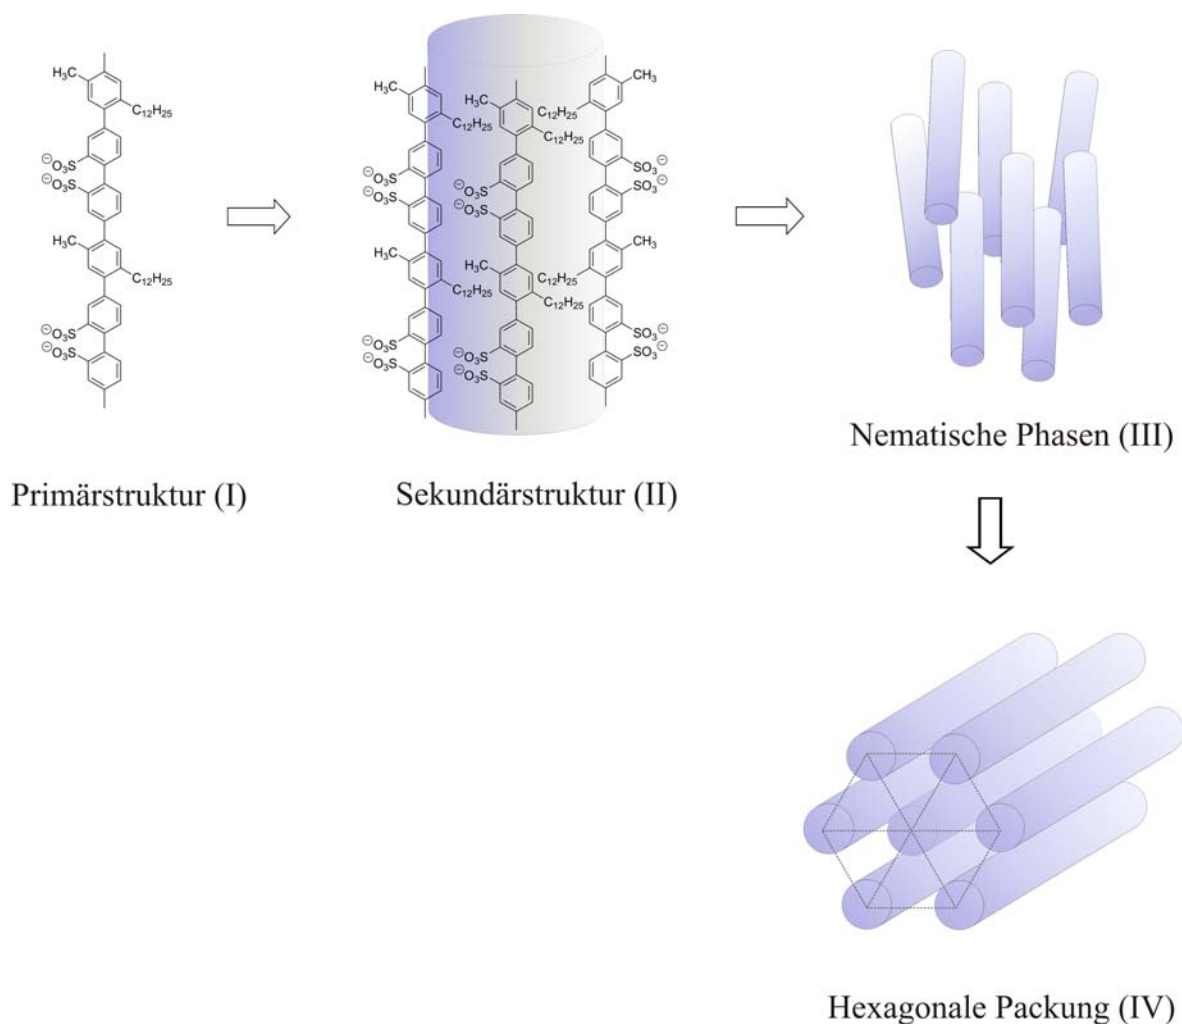 H₃C
C₁₂H₂₅
⊖O₃S
⊖O₃S
H₃C
C₁₂H₂₅
⊖O₃S
⊖O₃S
Primärstruktur (I)
H₃C
C₁₂H₂₅
⊖O₃S
⊖O₃S
H₃C
C₁₂H₂₅
⊖O₃S
⊖O₃S
H₃C
C₁₂H₂₅
⊖O₃S
⊖O₃S
H₃C
C₁₂H₂₅
⊖O₃S
⊖O₃S
CH₃
C₁₂H₂₅
SO₃⊖
SO₃⊖
CH₃
C₁₂H₂₅
SO₃⊖
SO₃⊖
Sekundärstruktur (II)
Nematische Phasen (III)
Hexagonale Packung (IV)